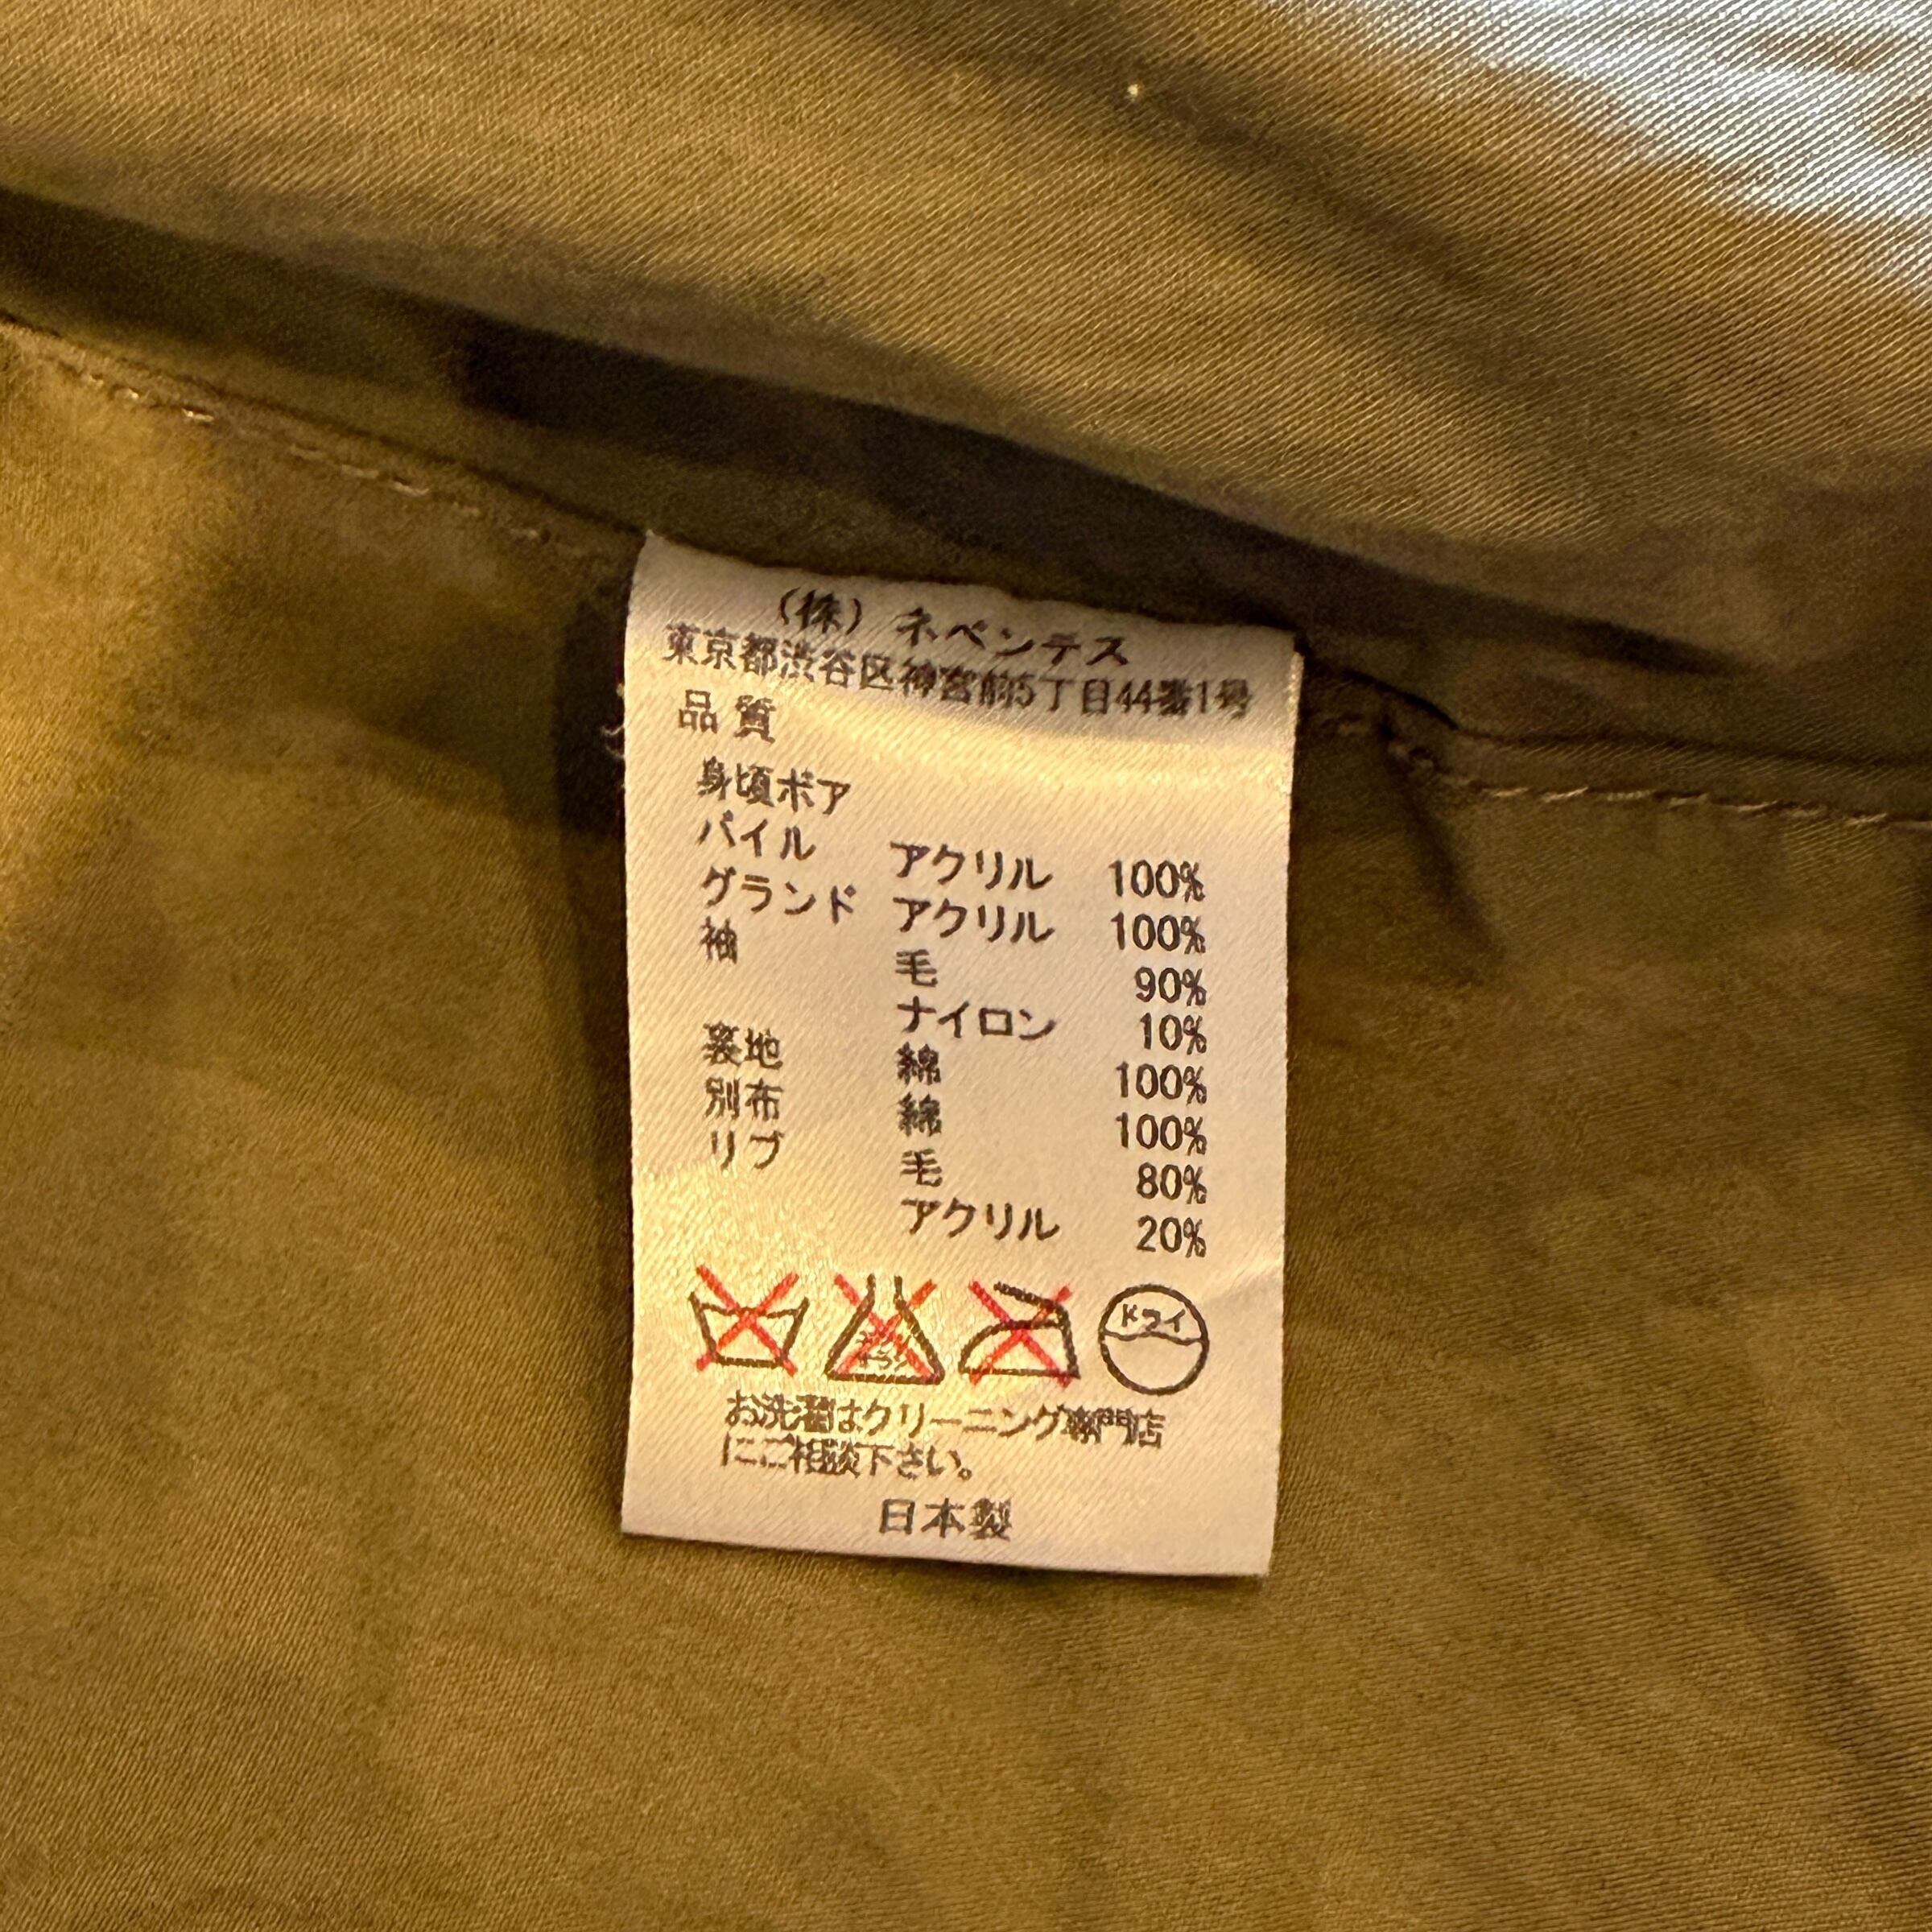 （株）ネペンテス
東京都渋谷区神宮前5丁目44番1号
品質
身頃ボア
パイル アクリル 100%
グランド アクリル 100%
袖 毛 90%
ナイロン 10%
裏地 綿 100%
別布 綿 100%
リブ 毛 80%
アクリル 20%
ドライ
お洗濯はクリーニング専門店
にご相談下さい。
日本製